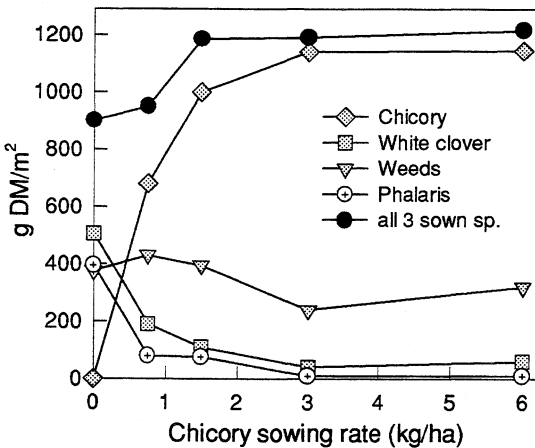 g DM/m²
1200
1000
800
600
400
200
0
Chicory
White clover
Weeds
Phalaris
all 3 sown sp.
0 1 2 3 4 5 6
Chicory sowing rate (kg/ha)